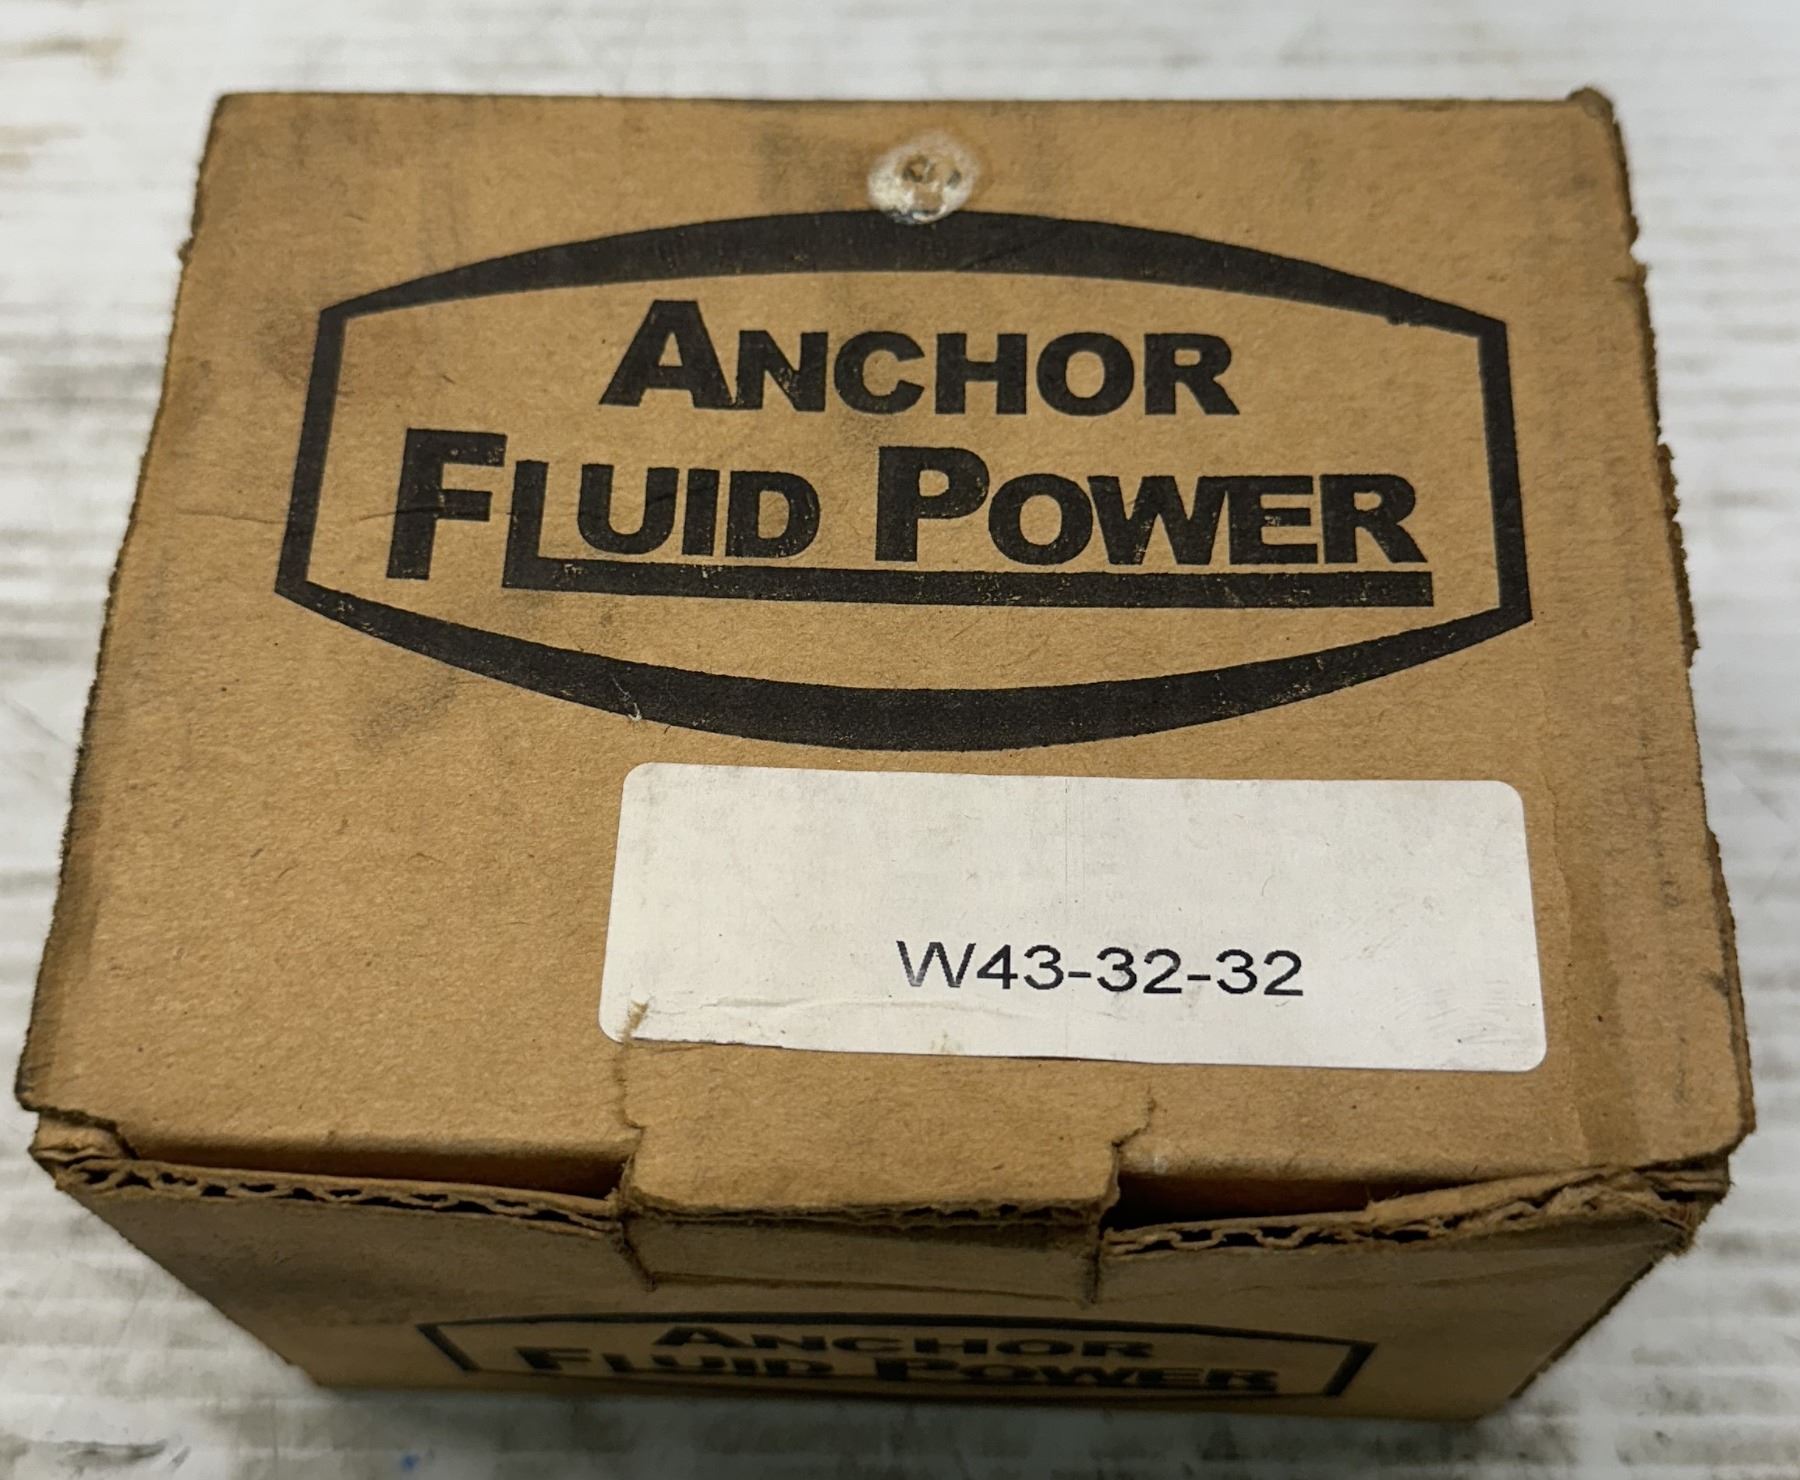 ANCHOR
FLUID POWER
W43-32-32
ANCHOR
FLUID POWER